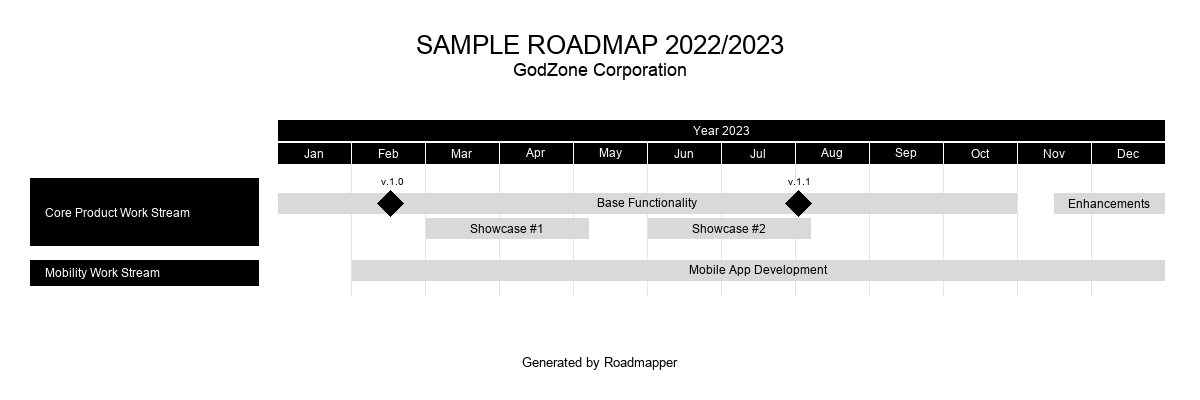 SAMPLE ROADMAP 2022/2023
GodZone Corporation
Year 2023
Jan Feb Mar Apr May Jun Jul Aug Sep Oct Nov Dec
v.1.0 v.1.1
Core Product Work Stream
Base Functionality Enhancements
Showcase #1 Showcase #2
Mobility Work Stream Mobile App Development
Generated by Roadmapper